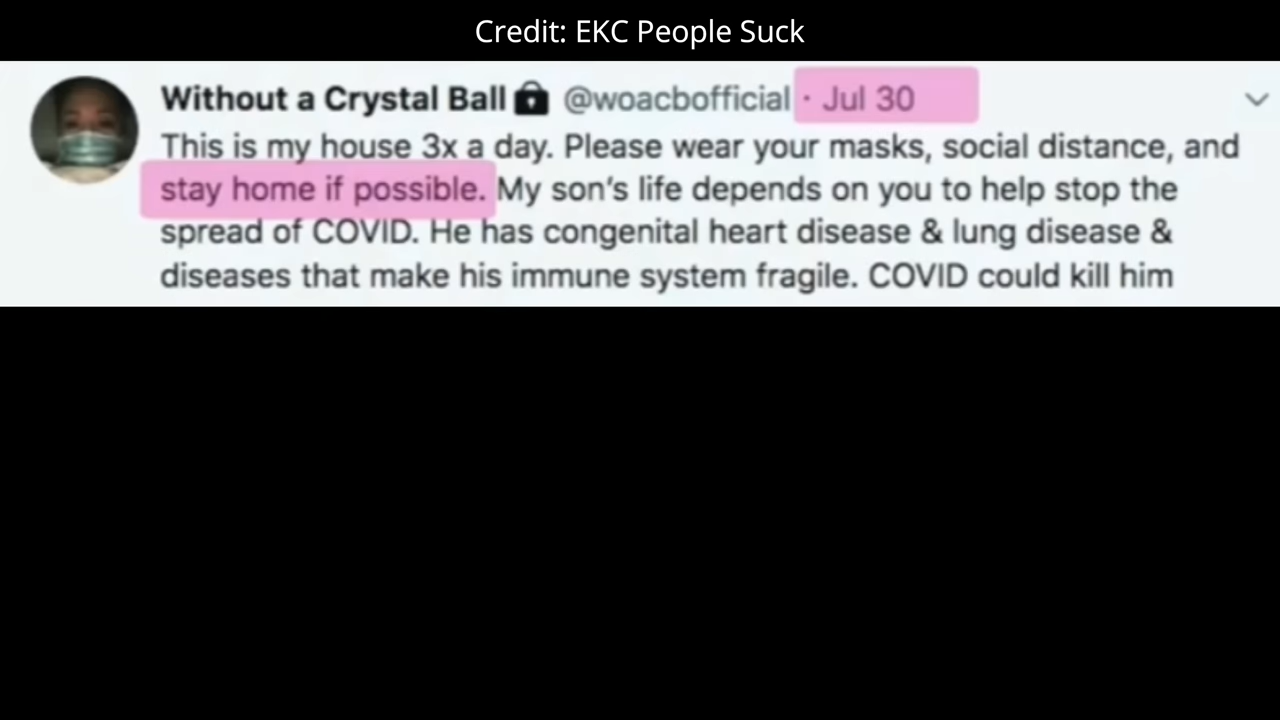 Credit: EKC People Suck
Without a Crystal Ball @woacbofficial · Jul 30
This is my house 3x a day. Please wear your masks, social distance, and
stay home if possible. My son's life depends on you to help stop the
spread of COVID. He has congenital heart disease & lung disease &
diseases that make his immune system fragile. COVID could kill him